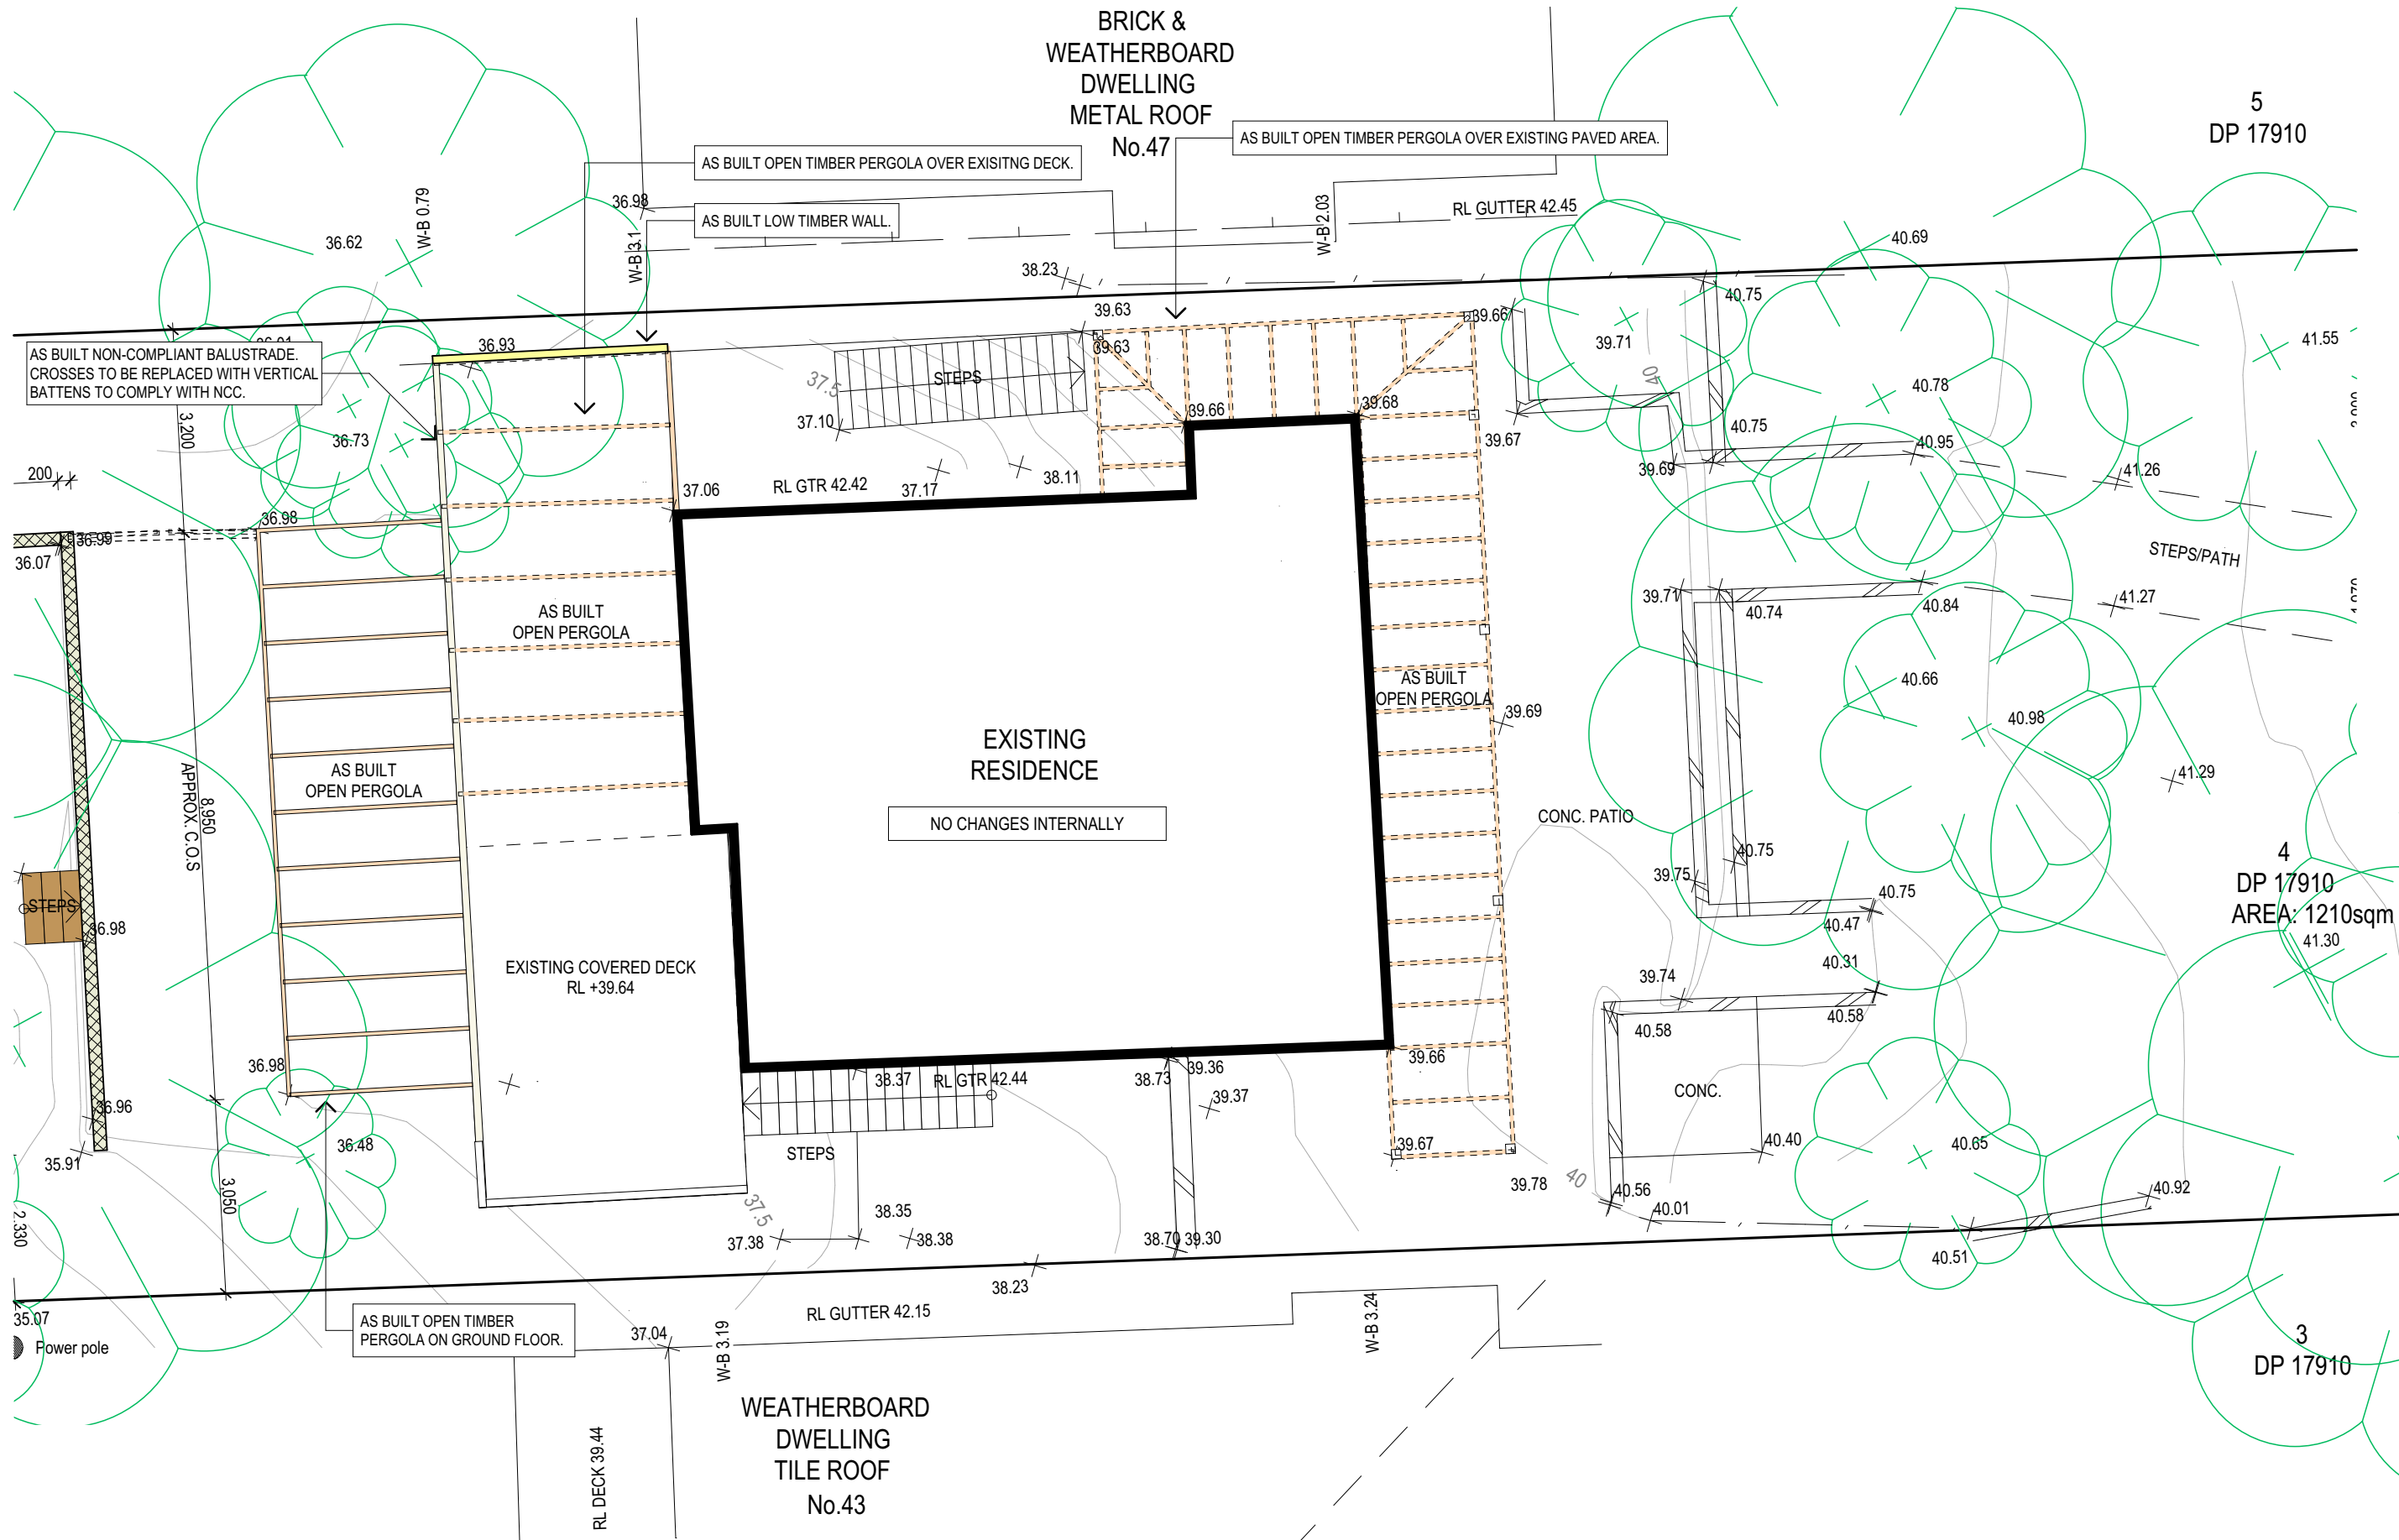 BRICK &
WEATHERBOARD
DWELLING
METAL ROOF
No.47
5
DP 17910
AS BUILT OPEN TIMBER PERGOLA OVER EXISITNG DECK.
AS BUILT OPEN TIMBER PERGOLA OVER EXISTING PAVED AREA.
AS BUILT LOW TIMBER WALL.
W-B 0.79
36.98
W-B 3.1
W-B 2.03
RL GUTTER 42.45
36.62
38.23
40.69
40.75
41.55
39.63
39.63
39.66
39.71
40
AS BUILT NON-COMPLIANT BALUSTRADE.
CROSSES TO BE REPLACED WITH VERTICAL
BATTENS TO COMPLY WITH NCC.
36.93
37.5
STEPS
37.10
39.66
39.68
39.67
40.78
40.75
40.95
39.69
41.26
3,200
36.73
200
RL GTR 42.42
37.06
37.17
38.11
36.98
36.99
36.07
STEPS/PATH
39.71
40.74
40.84
41.27
AS BUILT
OPEN PERGOLA
AS BUILT
OPEN PERGOLA
40.66
39.69
40.98
EXISTING
RESIDENCE
NO CHANGES INTERNALLY
AS BUILT
OPEN PERGOLA
8,950
APPROX. C.O.S
41.29
CONC. PATIO
40.75
39.75
40.75
40.47
4
DP 17910
AREA: 1210sqm
41.30
STEPS
36.98
EXISTING COVERED DECK
RL +39.64
39.74
40.31
40.58
40.58
36.98
38.37
RL GTR 42.44
38.73
39.36
39.66
39.37
CONC.
36.96
36.48
35.91
STEPS
39.67
40.40
40.65
3,050
37.5
39.78
40
40.56
40.01
40.92
2.330
38.35
37.38
38.38
38.70
39.30
40.51
38.23
35.07
Power pole
AS BUILT OPEN TIMBER
PERGOLA ON GROUND FLOOR.
RL GUTTER 42.15
37.04
W-B 3.19
W-B 3.24
3
DP 17910
WEATHERBOARD
DWELLING
TILE ROOF
No.43
RL DECK 39.44